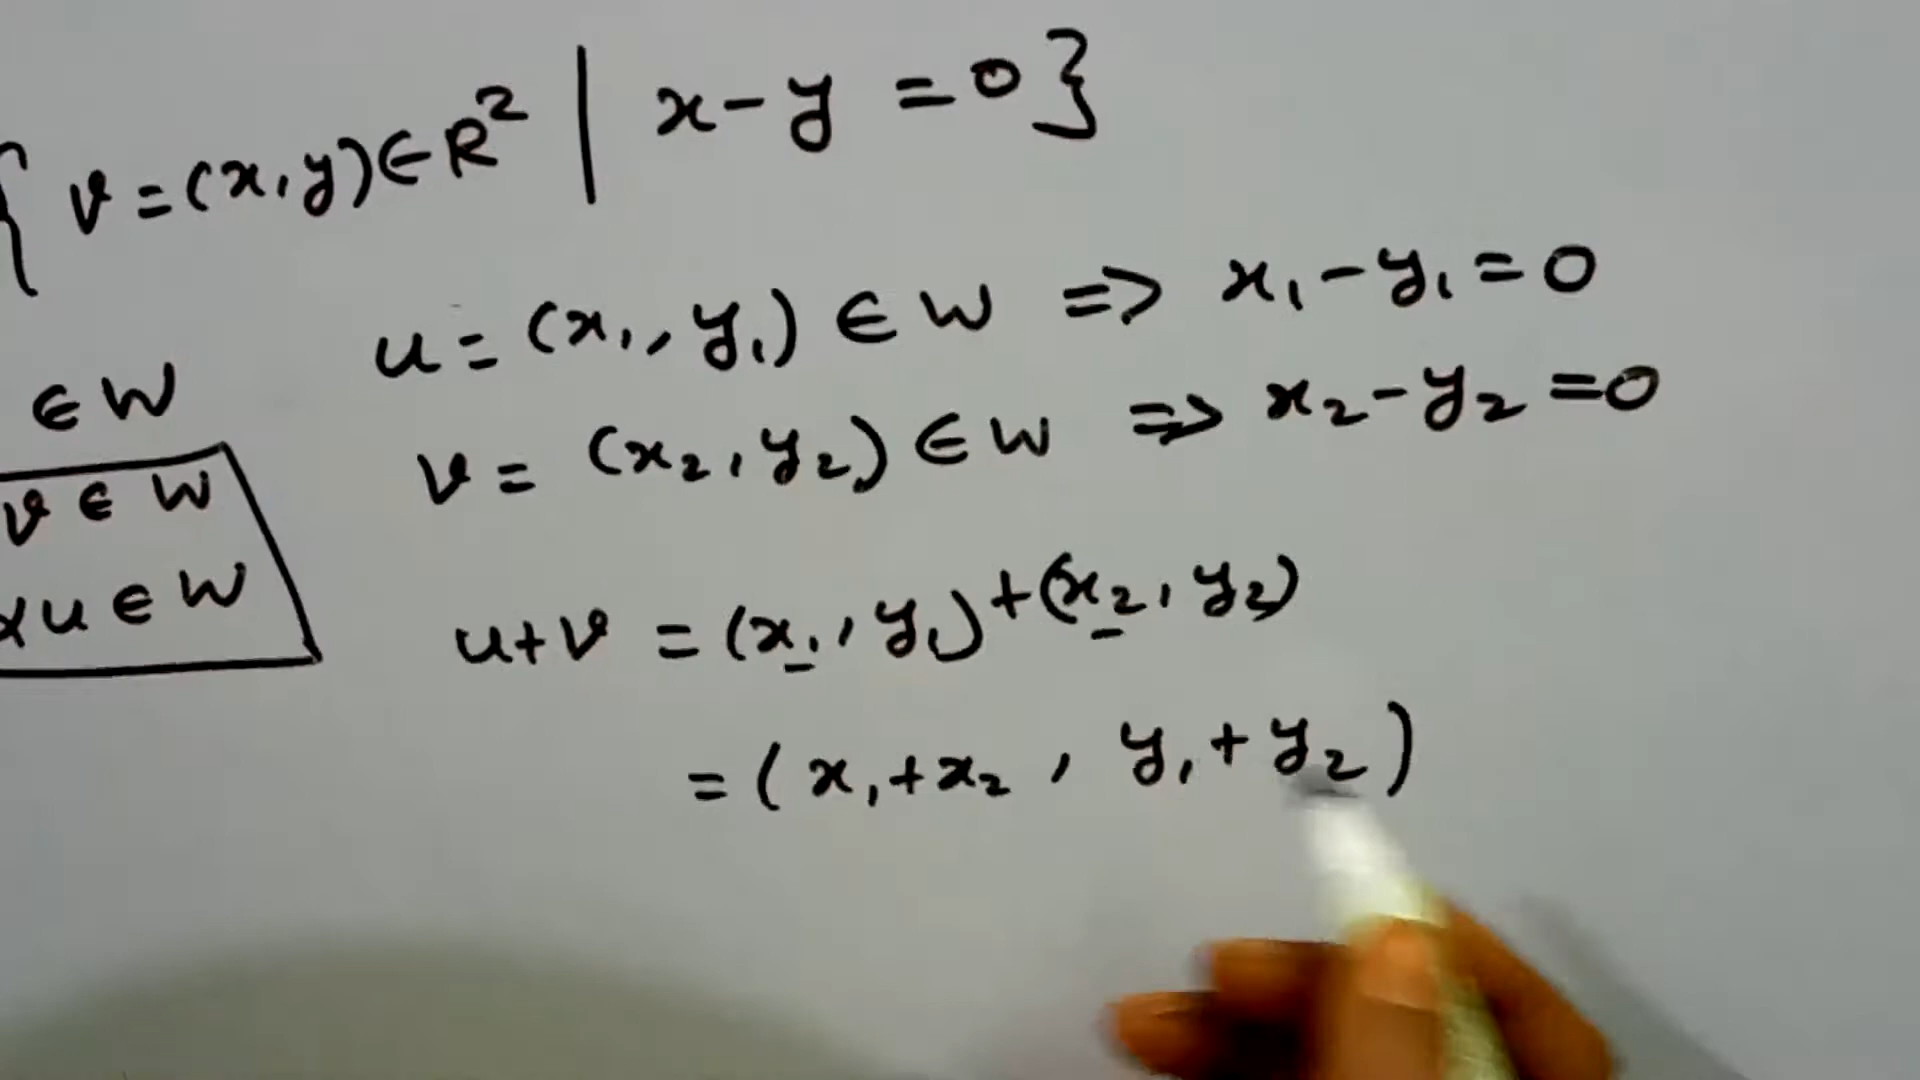 { v = (x, y) ∈ R² | x - y = 0 }
u = (x₁, y₁) ∈ W ⇒ x₁ - y₁ = 0
∈ W
v = (x₂, y₂) ∈ W ⇒ x₂ - y₂ = 0
v ∈ W
αu ∈ W
u + v = (x₁, y₁) + (x₂, y₂)
= (x₁ + x₂, y₁ + y₂)